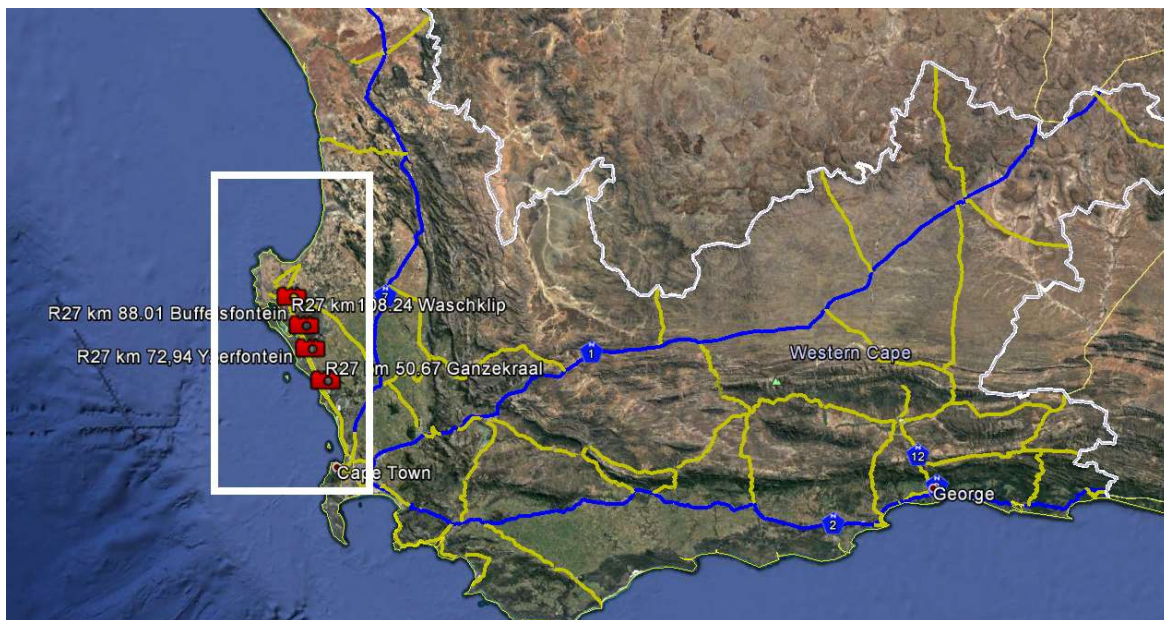 R27 km108.24 Waschklip
R27 km 88.01 Buffelsfontein
R27 km 72,94 Yzerfontein
R27 km 50.67 Ganzekraal
Cape Town
Western Cape
George
N
7
N
1
N
12
N
2
N